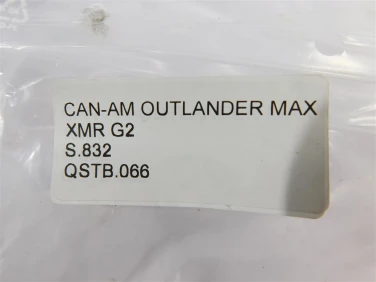 CAN-AM OUTLANDER MAX
XMR G2
S.832
QSTB.066